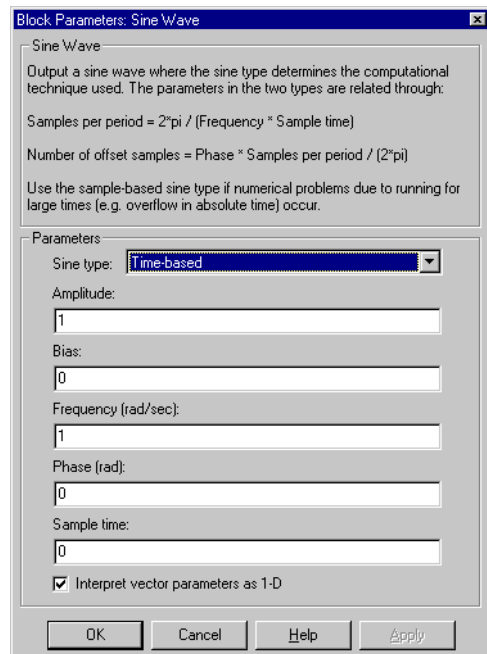 Block Parameters: Sine Wave
Sine Wave
Output a sine wave where the sine type determines the computational
technique used. The parameters in the two types are related through:
Samples per period = 2*pi / (Frequency * Sample time)
Number of offset samples = Phase * Samples per period / (2*pi)
Use the sample-based sine type if numerical problems due to running for
large times (e.g. overflow in absolute time) occur.
Parameters
Sine type: Time-based
Amplitude:
1
Bias:
0
Frequency (rad/sec):
1
Phase (rad):
0
Sample time:
0
Interpret vector parameters as 1-D
OK Cancel Help Apply